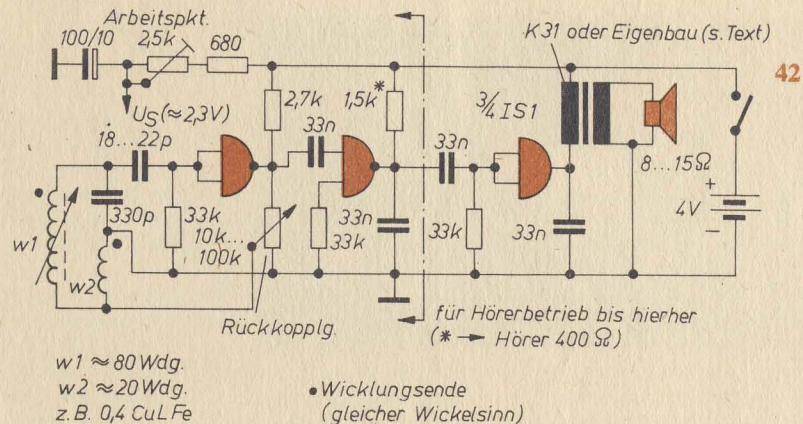 Arbeitspkt.
100/10
2,5k
680
K31 oder Eigenbau (s. Text)
42
US (≈2,3V)
2,7k
1,5k*
3/4 IS1
18...22p
33n
33n
8...15Ω
+
4V
−
330p
33k
10k...
100k
33k
33n
33k
33n
w1
w2
Rückkopplg.
für Hörerbetrieb bis hierher
(* → Hörer 400 Ω)
w1 ≈ 80 Wdg.
w2 ≈ 20 Wdg.
z.B. 0,4 CuLFe
• Wicklungsende
(gleicher Wickelsinn)